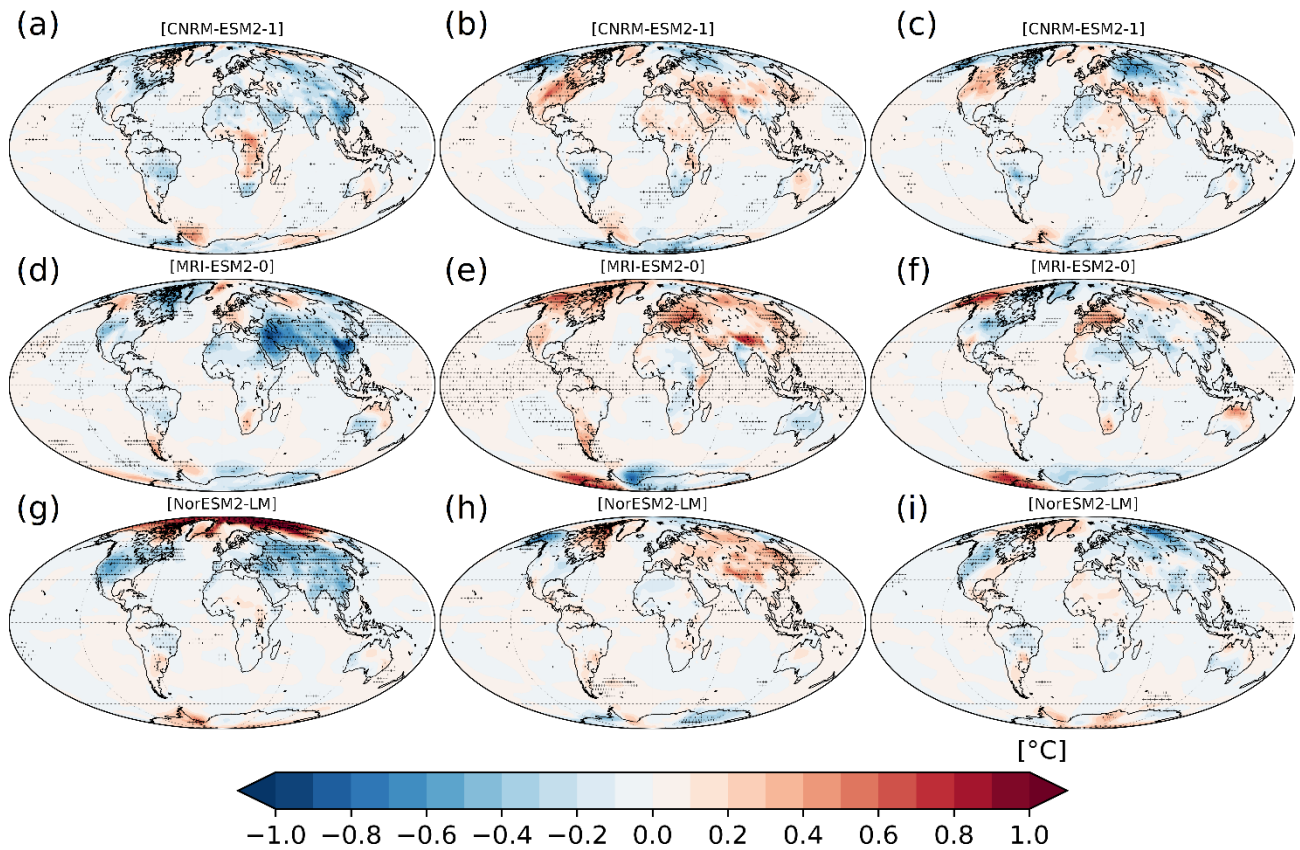 (a) [CNRM-ESM2-1]
(b) [CNRM-ESM2-1]
(c) [CNRM-ESM2-1]
(d) [MRI-ESM2-0]
(e) [MRI-ESM2-0]
(f) [MRI-ESM2-0]
(g) [NorESM2-LM]
(h) [NorESM2-LM]
(i) [NorESM2-LM]
[°C]
−1.0 −0.8 −0.6 −0.4 −0.2 0.0 0.2 0.4 0.6 0.8 1.0